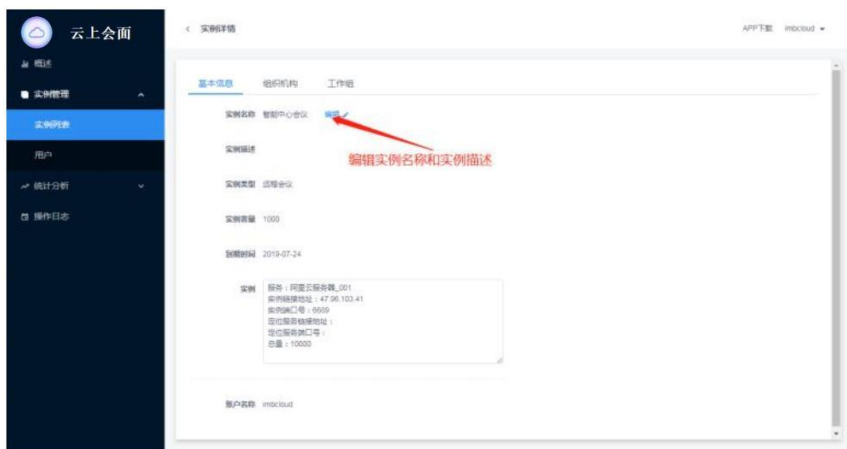 云上会面
实例详情
APP下载 imbcloud
概述
实例管理
实例列表
用户
统计分析
操作日志
基本信息 组织机构 工作组
实例名称 智能中心会议 编辑
编辑实例名称和实例描述
实例描述
实例类型 远程会议
实例容量 1000
到期时间 2019-07-24
实例 服务：阿里云服务器_001
实例链接地址：47.96.103.41
实例端口号：6689
定位服务链接地址：
定位服务端口号：
总量：10000
账户名称 imbcloud